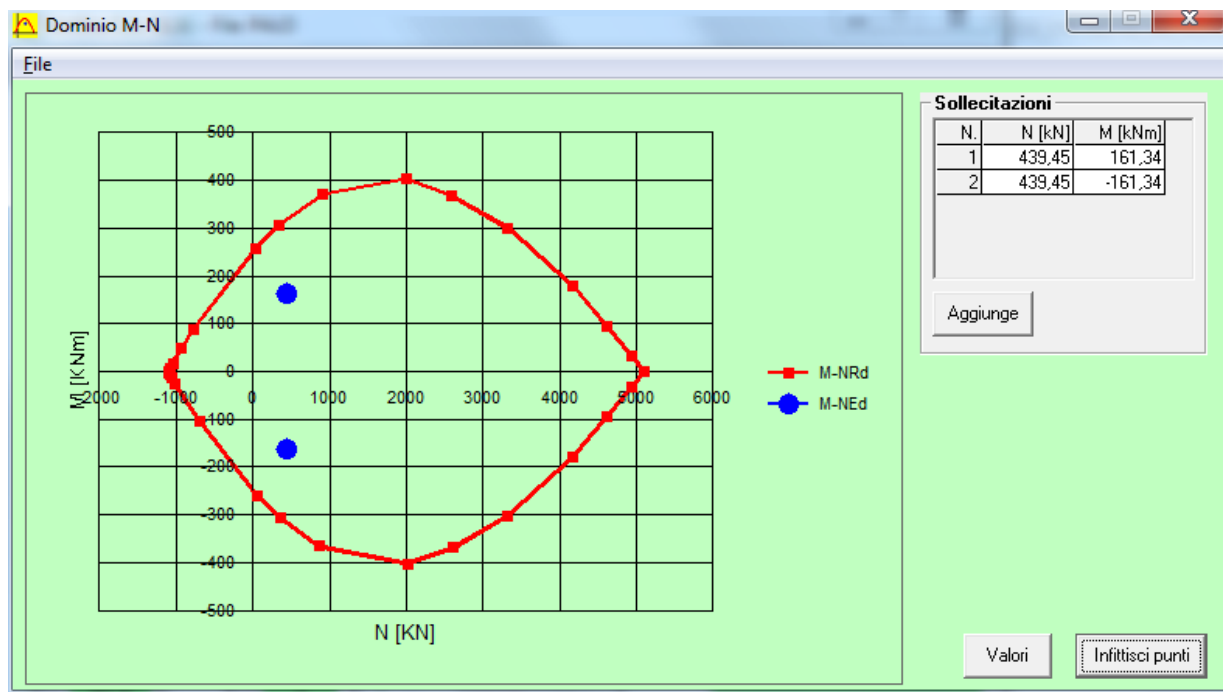 Dominio M-N
File
500
400
300
200
100
0
-100
-200
-300
-400
-500
-2000 -1000 0 1000 2000 3000 4000 5000 6000
M [KNm]
N [KN]
M-NRd
M-NEd
Sollecitazioni
N. N [kN] M [kNm]
1 439,45 161,34
2 439,45 -161,34
Aggiunge
Valori Infittisci punti